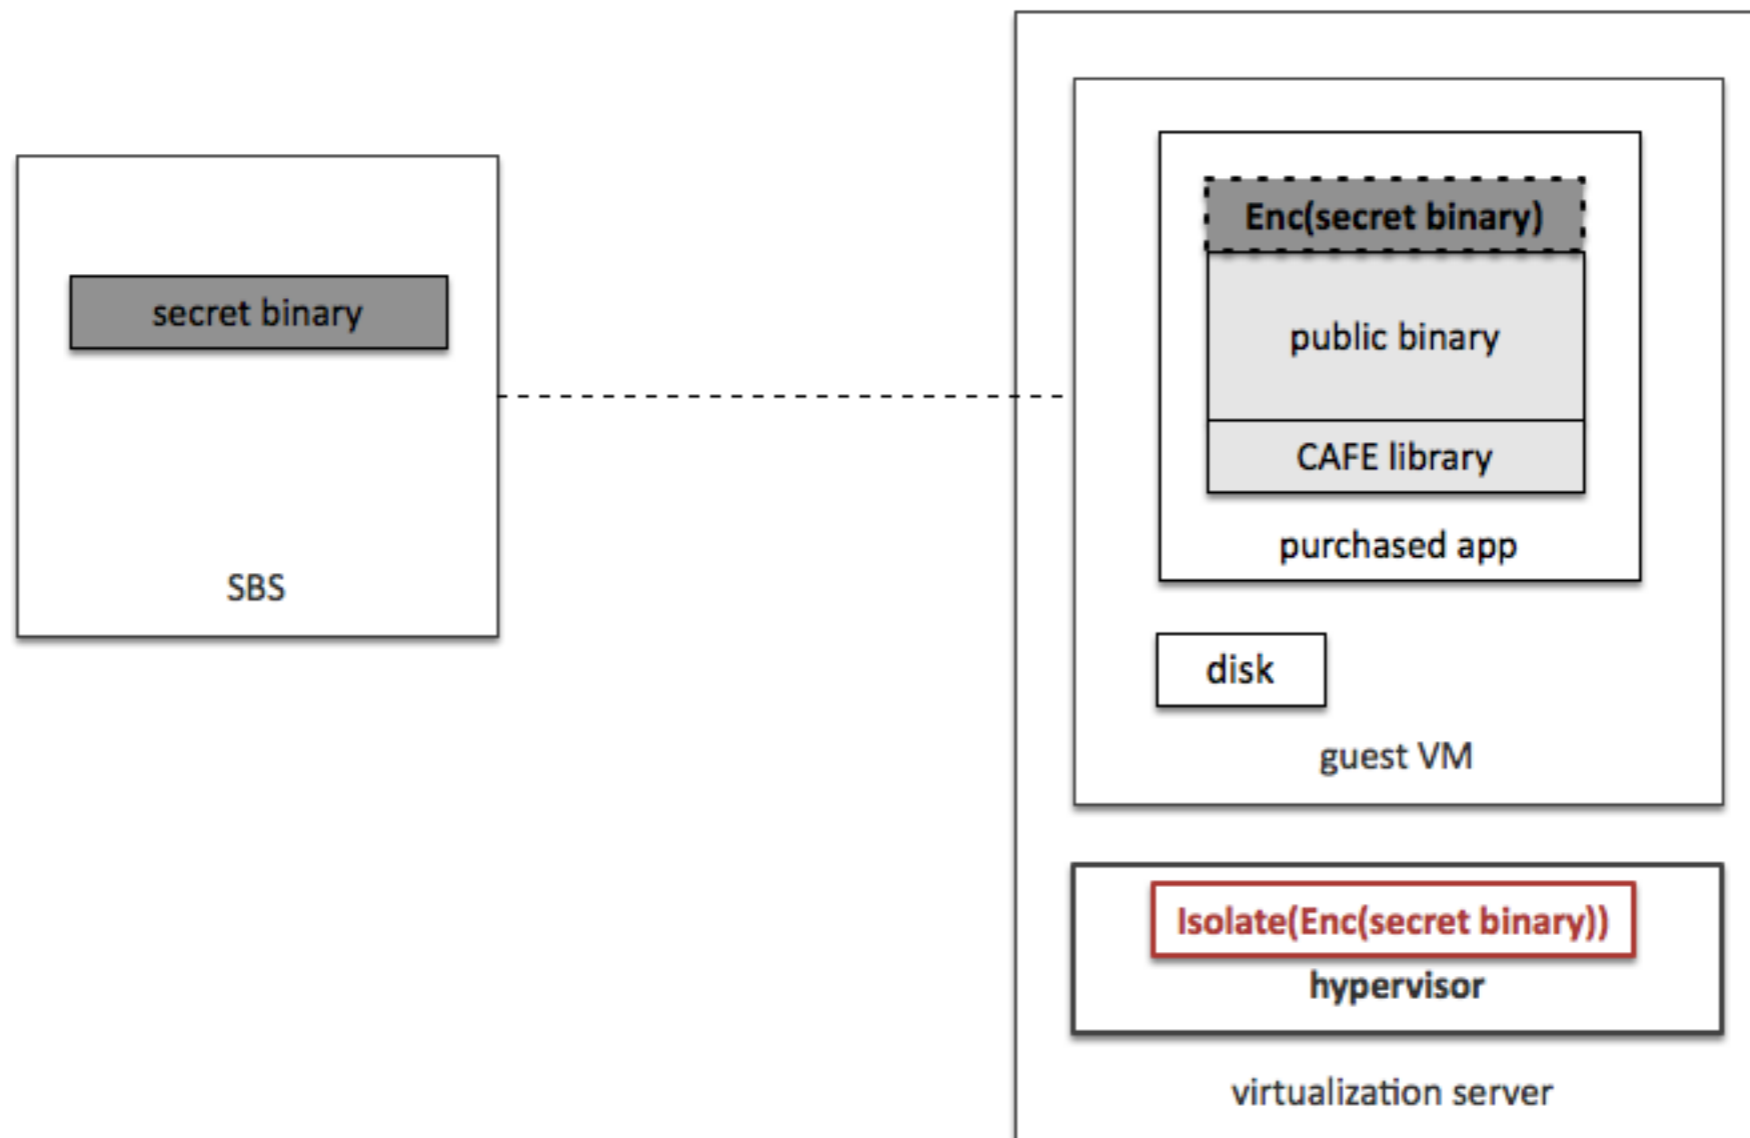 secret binary
SBS
Enc(secret binary)
public binary
CAFE library
purchased app
disk
guest VM
Isolate(Enc(secret binary))
hypervisor
virtualization server